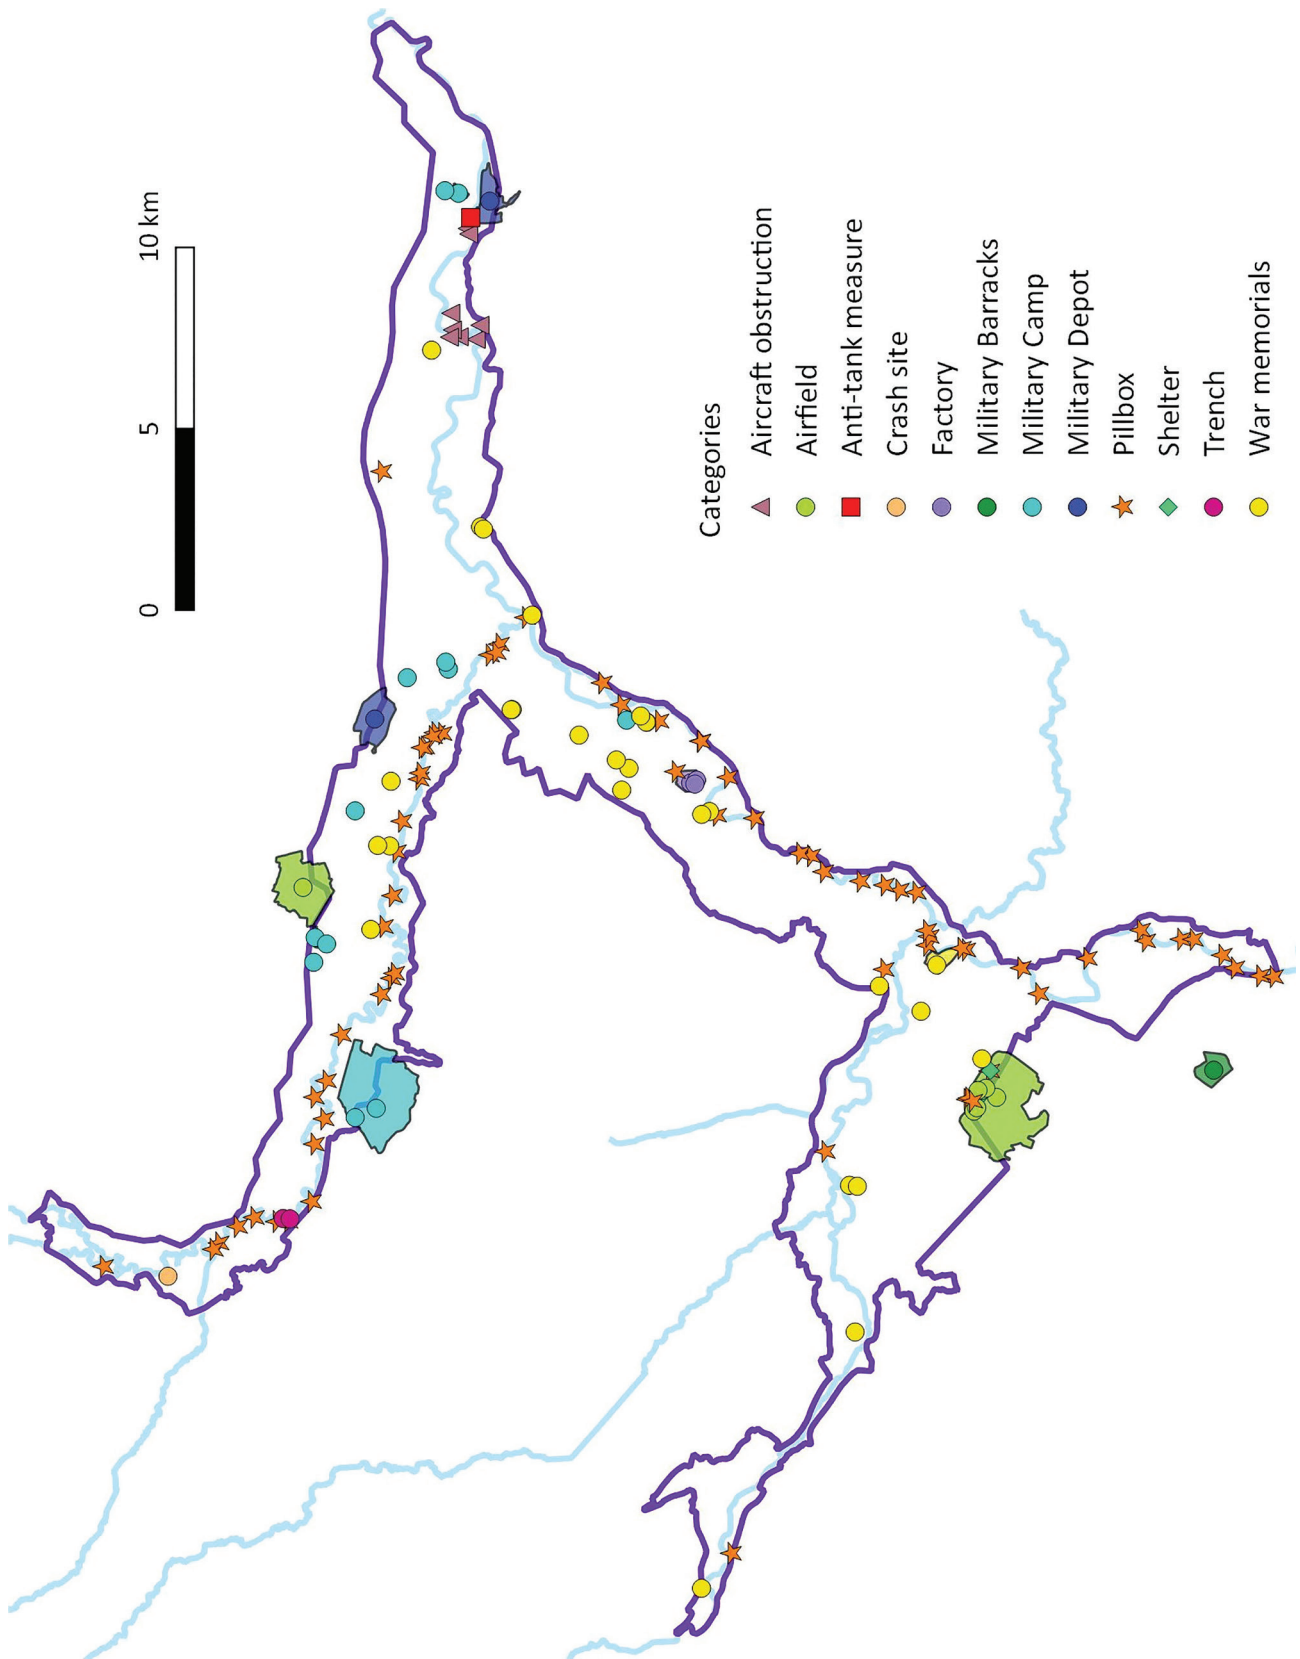 0 5 10 km
Categories
Aircraft obstruction
Airfield
Anti-tank measure
Crash site
Factory
Military Barracks
Military Camp
Military Depot
Pillbox
Shelter
Trench
War memorials